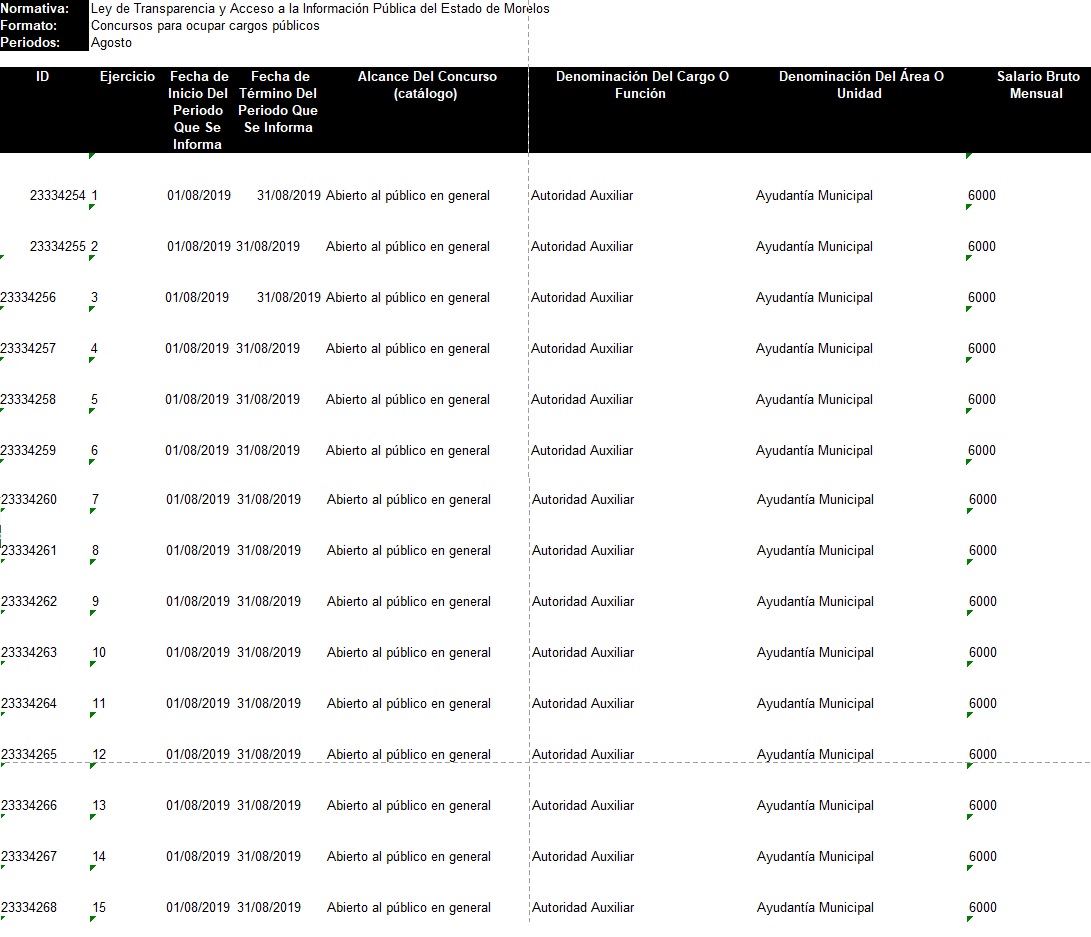 Normativa: Ley de Transparencia y Acceso a la Información Pública del Estado de Morelos
Formato: Concursos para ocupar cargos públicos
Periodos: Agosto
ID Ejercicio Fecha de Inicio Del Periodo Que Se Informa Fecha de Término Del Periodo Que Se Informa Alcance Del Concurso (catálogo) Denominación Del Cargo O Función Denominación Del Área O Unidad Salario Bruto Mensual
23334254 1 01/08/2019 31/08/2019 Abierto al público en general Autoridad Auxiliar Ayudantía Municipal 6000
23334255 2 01/08/2019 31/08/2019 Abierto al público en general Autoridad Auxiliar Ayudantía Municipal 6000
23334256 3 01/08/2019 31/08/2019 Abierto al público en general Autoridad Auxiliar Ayudantía Municipal 6000
23334257 4 01/08/2019 31/08/2019 Abierto al público en general Autoridad Auxiliar Ayudantía Municipal 6000
23334258 5 01/08/2019 31/08/2019 Abierto al público en general Autoridad Auxiliar Ayudantía Municipal 6000
23334259 6 01/08/2019 31/08/2019 Abierto al público en general Autoridad Auxiliar Ayudantía Municipal 6000
23334260 7 01/08/2019 31/08/2019 Abierto al público en general Autoridad Auxiliar Ayudantía Municipal 6000
23334261 8 01/08/2019 31/08/2019 Abierto al público en general Autoridad Auxiliar Ayudantía Municipal 6000
23334262 9 01/08/2019 31/08/2019 Abierto al público en general Autoridad Auxiliar Ayudantía Municipal 6000
23334263 10 01/08/2019 31/08/2019 Abierto al público en general Autoridad Auxiliar Ayudantía Municipal 6000
23334264 11 01/08/2019 31/08/2019 Abierto al público en general Autoridad Auxiliar Ayudantía Municipal 6000
23334265 12 01/08/2019 31/08/2019 Abierto al público en general Autoridad Auxiliar Ayudantía Municipal 6000
23334266 13 01/08/2019 31/08/2019 Abierto al público en general Autoridad Auxiliar Ayudantía Municipal 6000
23334267 14 01/08/2019 31/08/2019 Abierto al público en general Autoridad Auxiliar Ayudantía Municipal 6000
23334268 15 01/08/2019 31/08/2019 Abierto al público en general Autoridad Auxiliar Ayudantía Municipal 6000